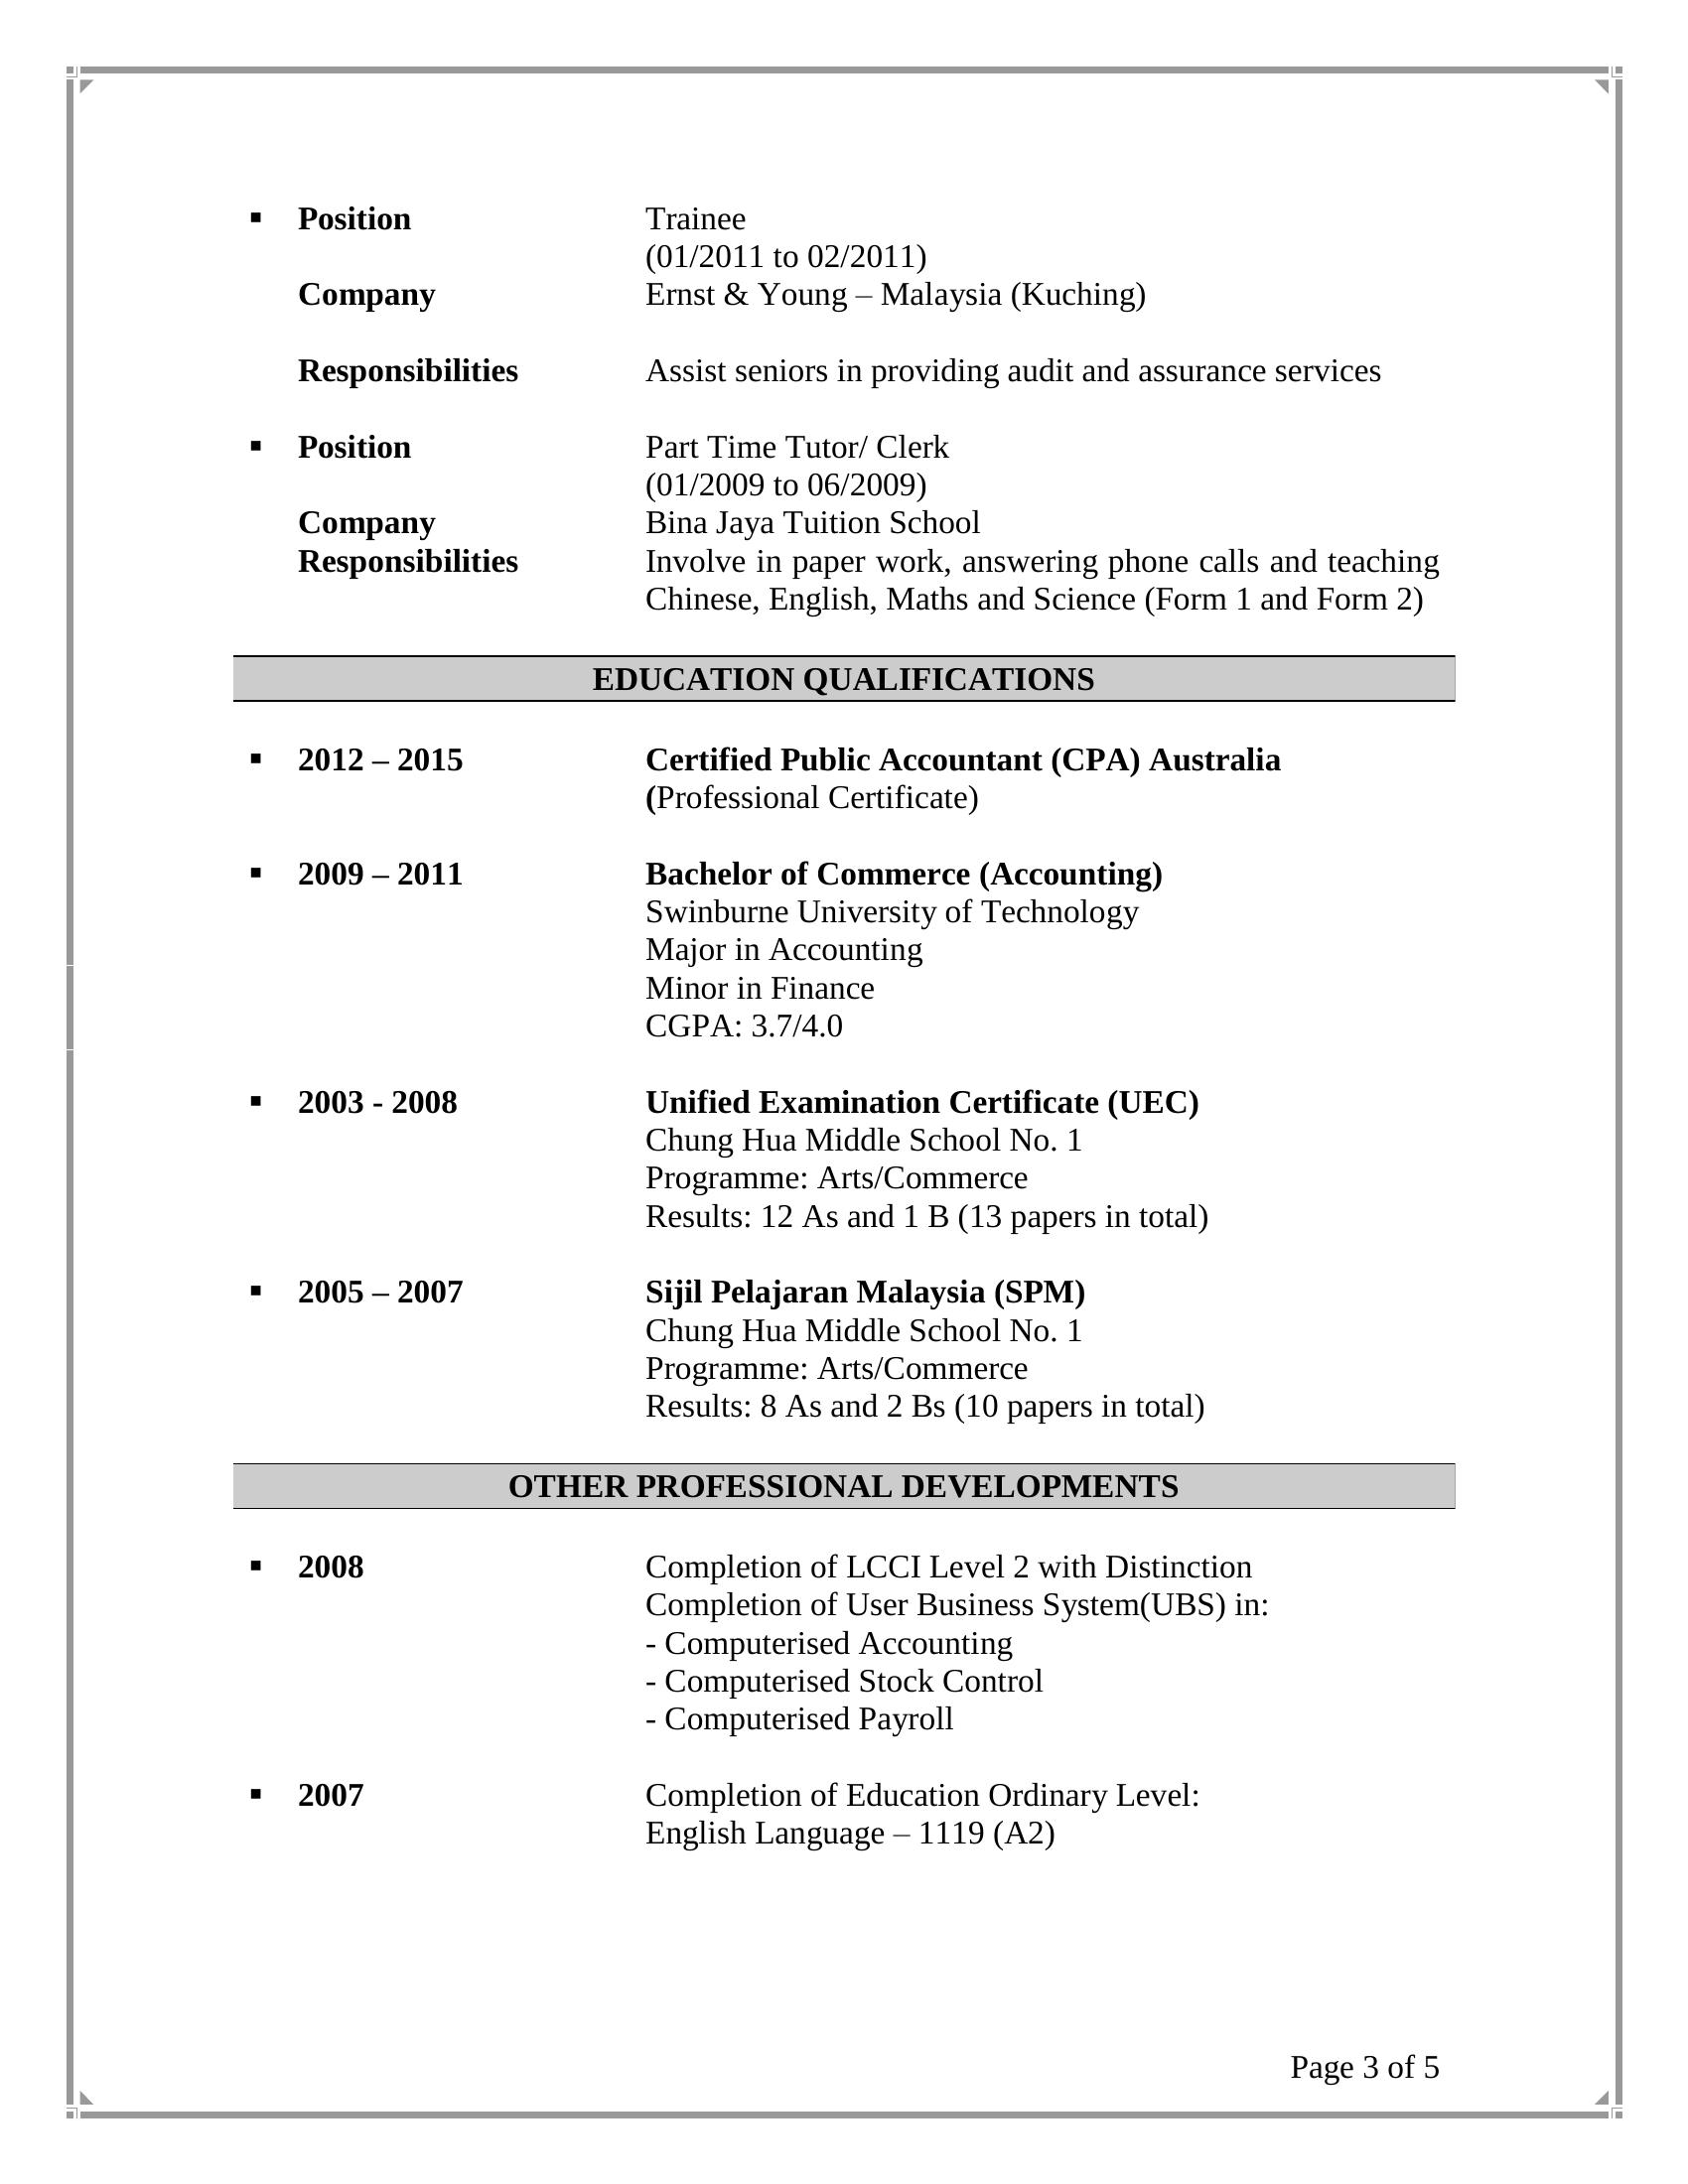 ▪ Position Trainee
(01/2011 to 02/2011)
Company Ernst & Young – Malaysia (Kuching)
Responsibilities Assist seniors in providing audit and assurance services
▪ Position Part Time Tutor/ Clerk
(01/2009 to 06/2009)
Company Bina Jaya Tuition School
Responsibilities Involve in paper work, answering phone calls and teaching
Chinese, English, Maths and Science (Form 1 and Form 2)
EDUCATION QUALIFICATIONS
▪ 2012 – 2015 Certified Public Accountant (CPA) Australia
(Professional Certificate)
▪ 2009 – 2011 Bachelor of Commerce (Accounting)
Swinburne University of Technology
Major in Accounting
Minor in Finance
CGPA: 3.7/4.0
▪ 2003 - 2008 Unified Examination Certificate (UEC)
Chung Hua Middle School No. 1
Programme: Arts/Commerce
Results: 12 As and 1 B (13 papers in total)
▪ 2005 – 2007 Sijil Pelajaran Malaysia (SPM)
Chung Hua Middle School No. 1
Programme: Arts/Commerce
Results: 8 As and 2 Bs (10 papers in total)
OTHER PROFESSIONAL DEVELOPMENTS
▪ 2008 Completion of LCCI Level 2 with Distinction
Completion of User Business System(UBS) in:
- Computerised Accounting
- Computerised Stock Control
- Computerised Payroll
▪ 2007 Completion of Education Ordinary Level:
English Language – 1119 (A2)
Page 3 of 5